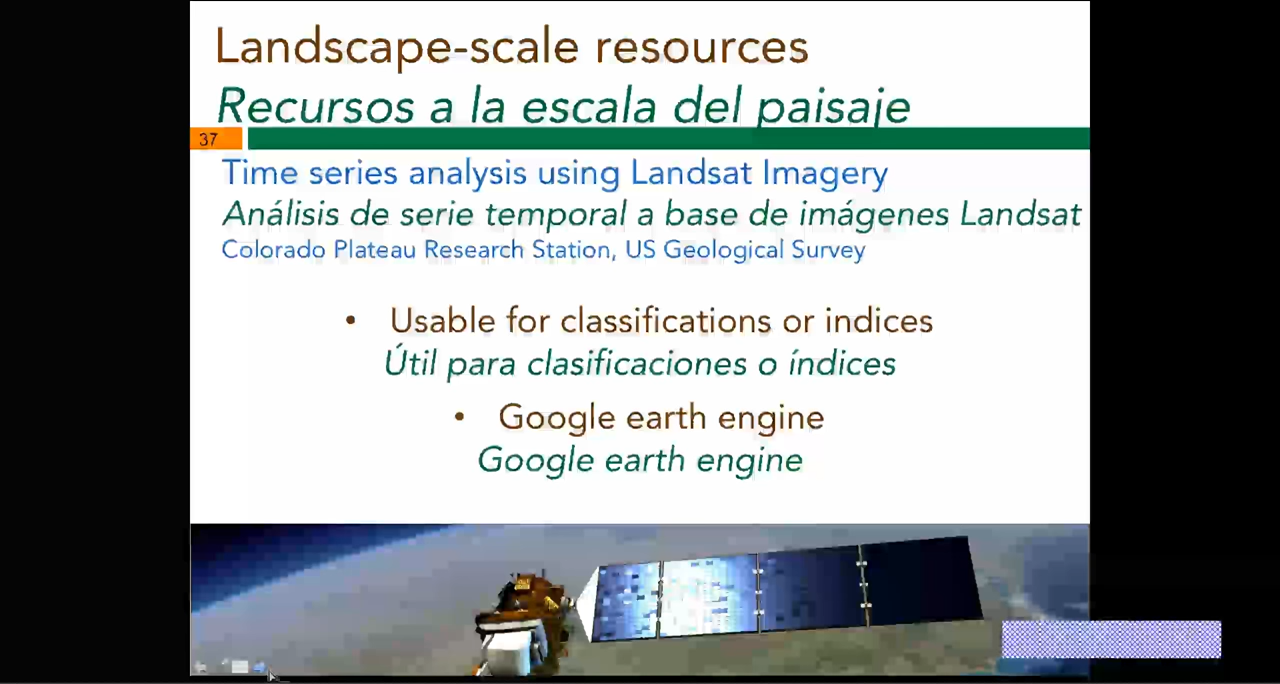 Landscape-scale resources
Recursos a la escala del paisaje
37
Time series analysis using Landsat Imagery
Análisis de serie temporal a base de imágenes Landsat
Colorado Plateau Research Station, US Geological Survey
• Usable for classifications or indices
Útil para clasificaciones o índices
• Google earth engine
Google earth engine